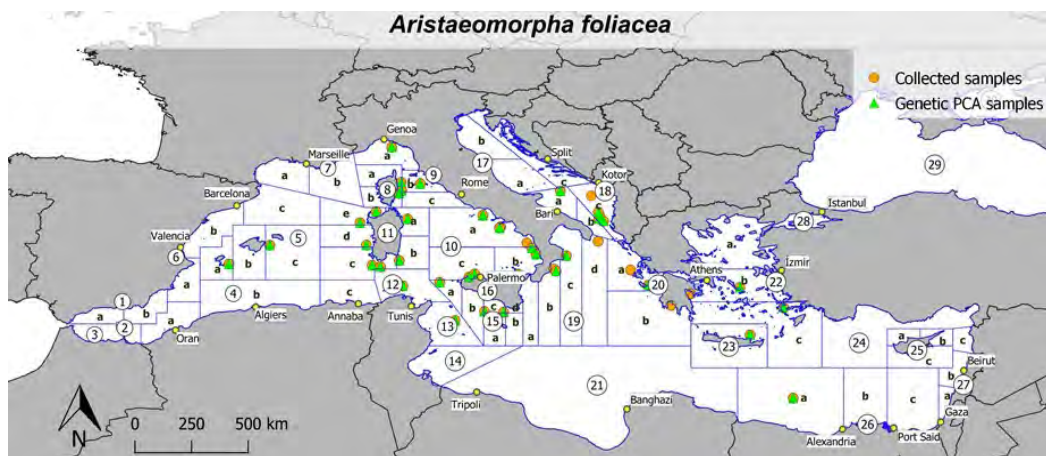 Aristaeomorpha foliacea
Collected samples
Genetic PCA samples
Genoa
a
Marseille
7
b
17
Split
29
a
b
8
b
9
a
c
Kotor
18
Barcelona
b
c
Rome
c
Bari
b
Istanbul
28
Valencia
b
c
e
11
a
a
a
6
5
d
10
d
a
20
Athens
b
İzmir
22
a
b
c
b
b
c
Palermo
a
4
b
c
12
a
16
1
a
b
Algiers
Annaba
Tunis
13
b
c
d
15
b
19
b
c
24
a
b
c
3
2
Oran
a
a
23
25
c
Beirut
14
b
27
21
a
b
c
a
Tripoli
Banghazi
Gaza
N
0
250
500 km
Alexandria
26
Port Said